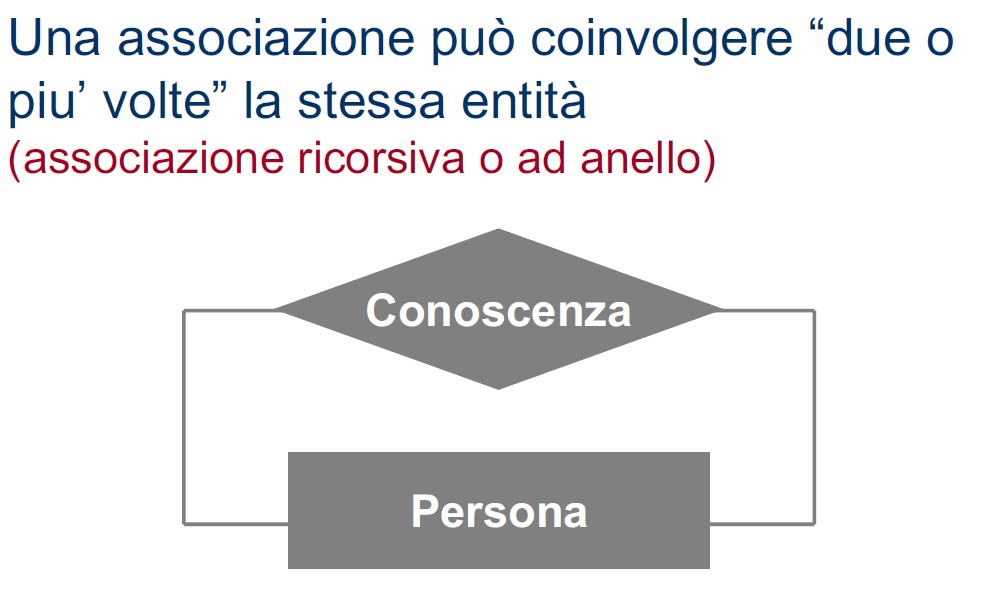 Una associazione può coinvolgere “due o
piu’ volte” la stessa entità
(associazione ricorsiva o ad anello)
Conoscenza
Persona